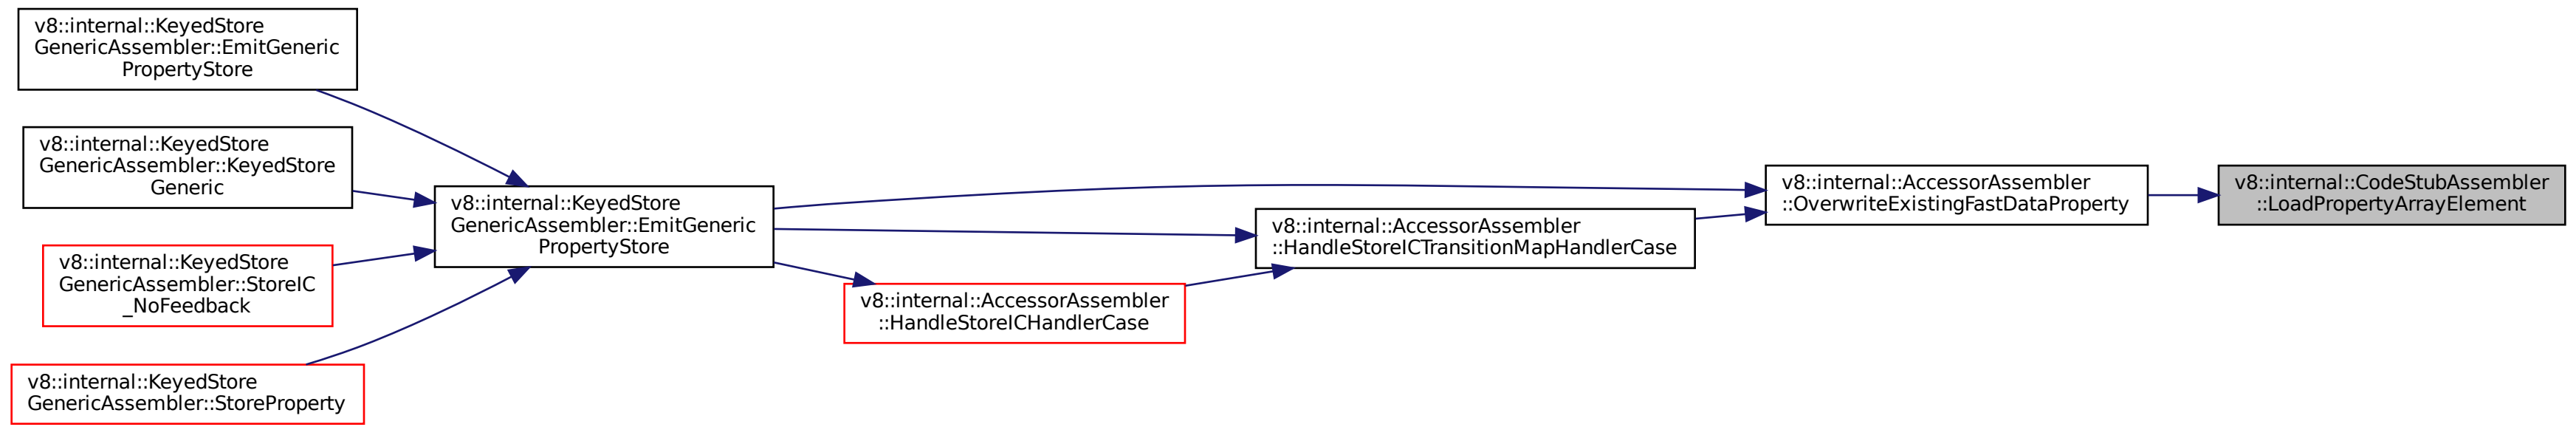 v8::internal::KeyedStore
GenericAssembler::EmitGeneric
PropertyStore
v8::internal::KeyedStore
GenericAssembler::KeyedStore
Generic
v8::internal::KeyedStore
GenericAssembler::StoreIC
_NoFeedback
v8::internal::KeyedStore
GenericAssembler::StoreProperty
v8::internal::KeyedStore
GenericAssembler::EmitGeneric
PropertyStore
v8::internal::AccessorAssembler
::HandleStoreICHandlerCase
v8::internal::AccessorAssembler
::HandleStoreICTransitionMapHandlerCase
v8::internal::AccessorAssembler
::OverwriteExistingFastDataProperty
v8::internal::CodeStubAssembler
::LoadPropertyArrayElement